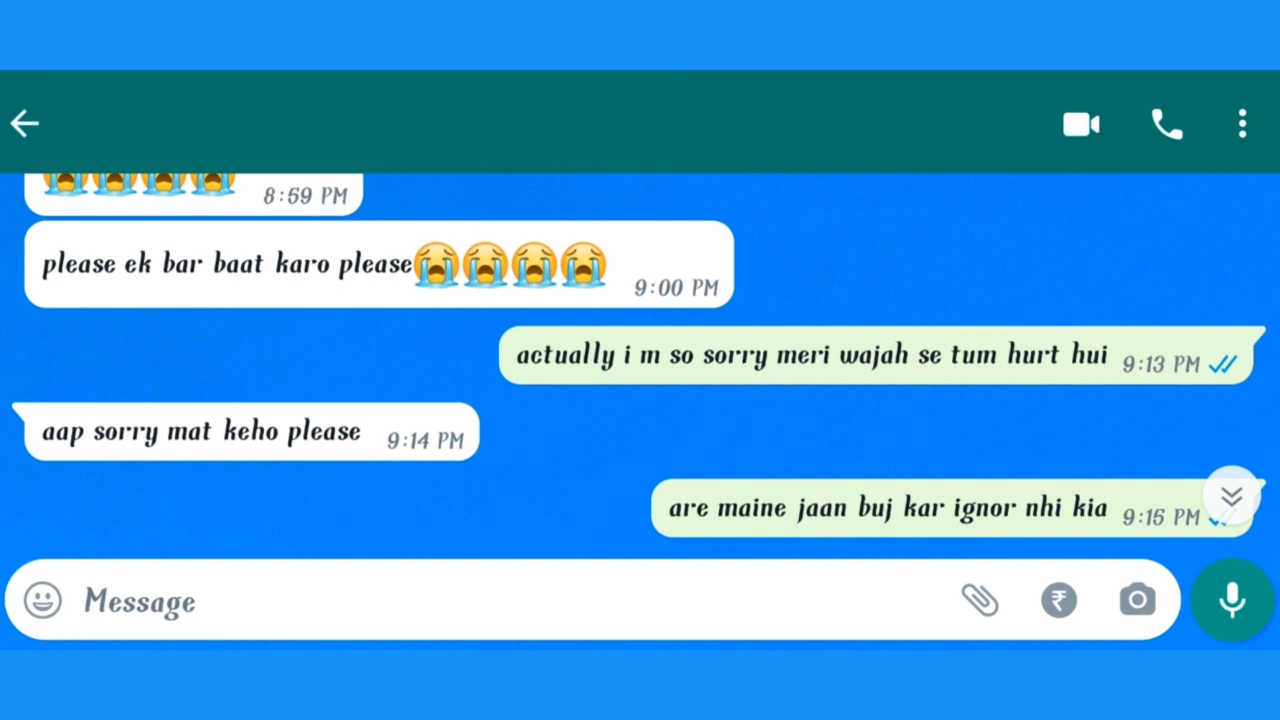 8:59 PM
please ek bar baat karo please😭😭😭😭 9:00 PM
actually i m so sorry meri wajah se tum hurt hui 9:13 PM
aap sorry mat keho please 9:14 PM
are maine jaan buj kar ignor nhi kia 9:15 PM
Message